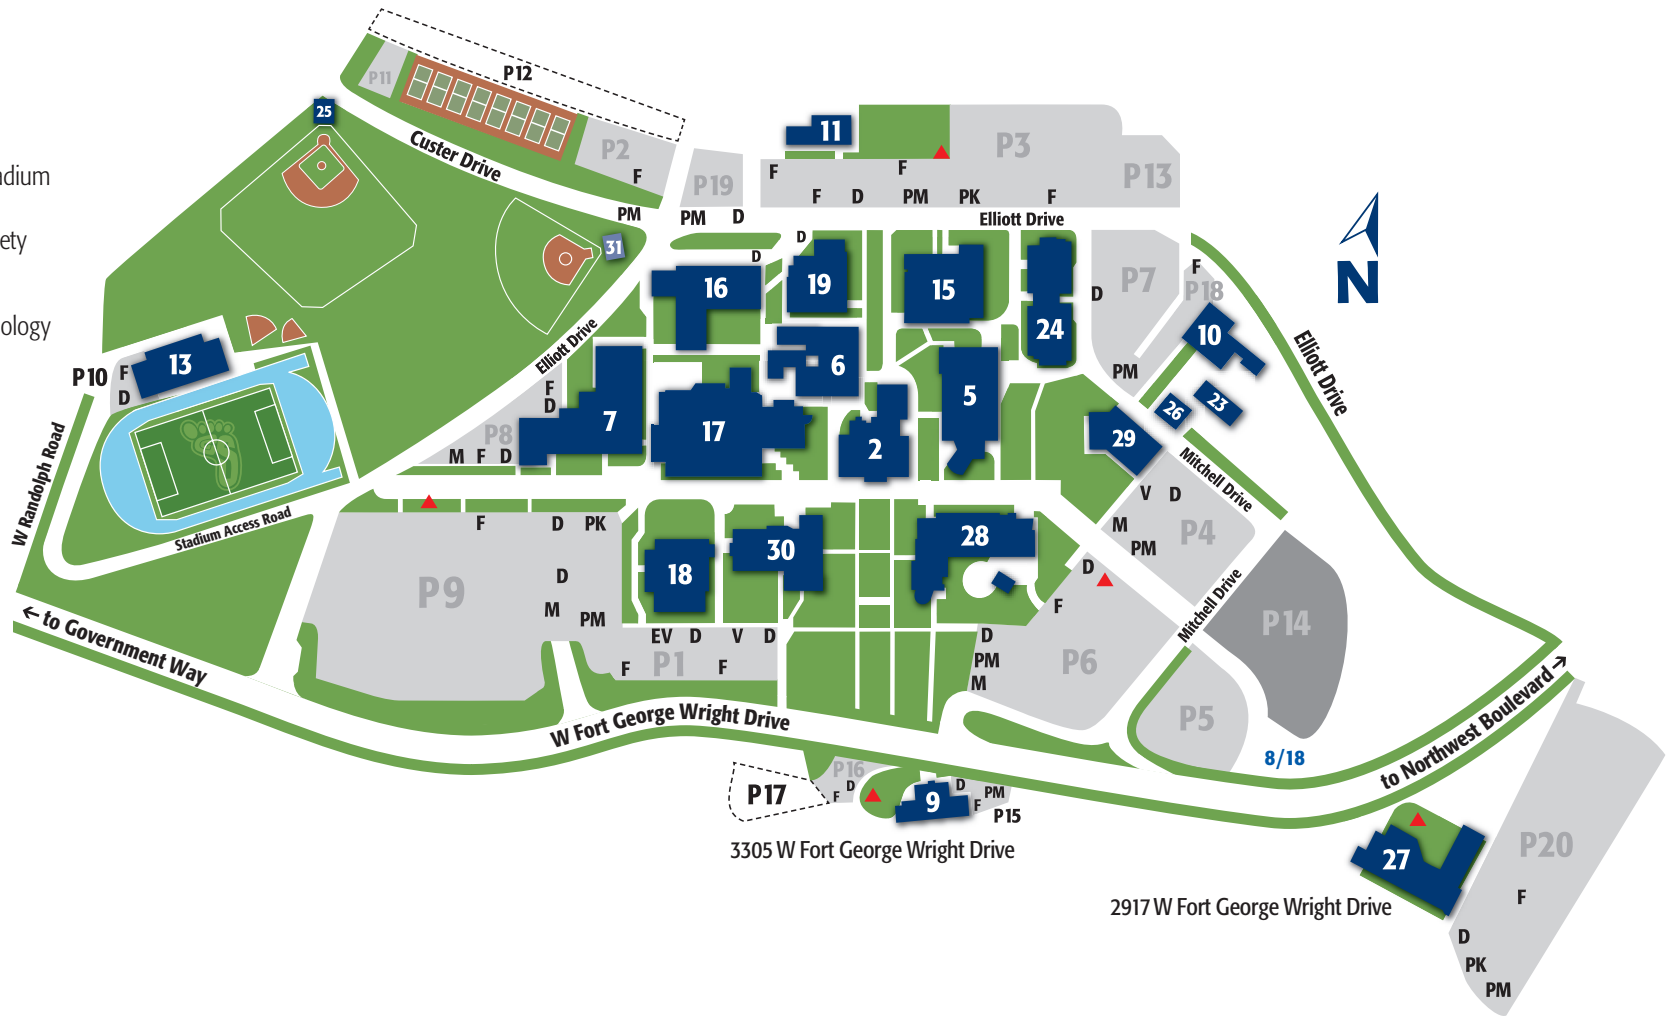 P12
P11
25
11
P3
Custer Drive
P2
F
adium
F
F
P13
P19
F
D
PM
PK
F
PM
PM
D
Elliott Drive
ety
31
D
D
F
16
19
15
P7
D
P18
N
ology
24
10
Elliott Drive
Elliott Drive
13
6
P10
F
D
F
D
PM
5
23
26
7
17
2
29
P8
M F D
W Randolph Road
Mitchell Drive
V D
M
PM
P4
Stadium Access Road
F
D
PK
30
28
18
D
D
P9
M
PM
F
Mitchell Drive
P14
EV D V D
F
P1
F
D
PM
M
P6
← to Government Way
W Fort George Wright Drive
P5
8/18
to Northwest Boulevard →
P16
D
F
P17
9
D
F
PM
P15
3305 W Fort George Wright Drive
27
P20
F
2917 W Fort George Wright Drive
D
PK
PM